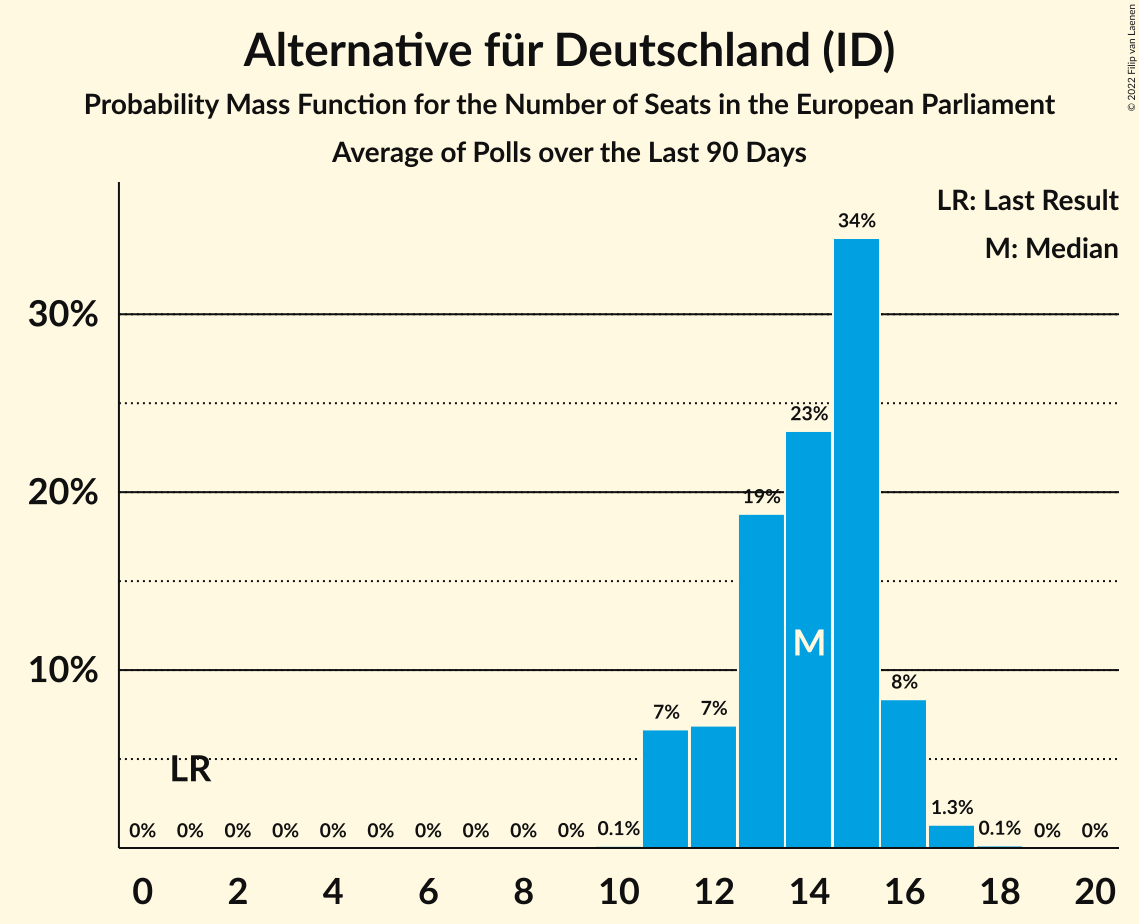 Alternative für Deutschland (ID)
Probability Mass Function for the Number of Seats in the European Parliament
Average of Polls over the Last 90 Days
© 2022 Filip van Laenen
LR: Last Result
M: Median
34%
30%
23%
20%
19%
M
10%
8%
7%
7%
LR
1.3%
0% 0% 0% 0% 0% 0% 0% 0% 0% 0% 0.1% 0.1% 0% 0%
0 2 4 6 8 10 12 14 16 18 20